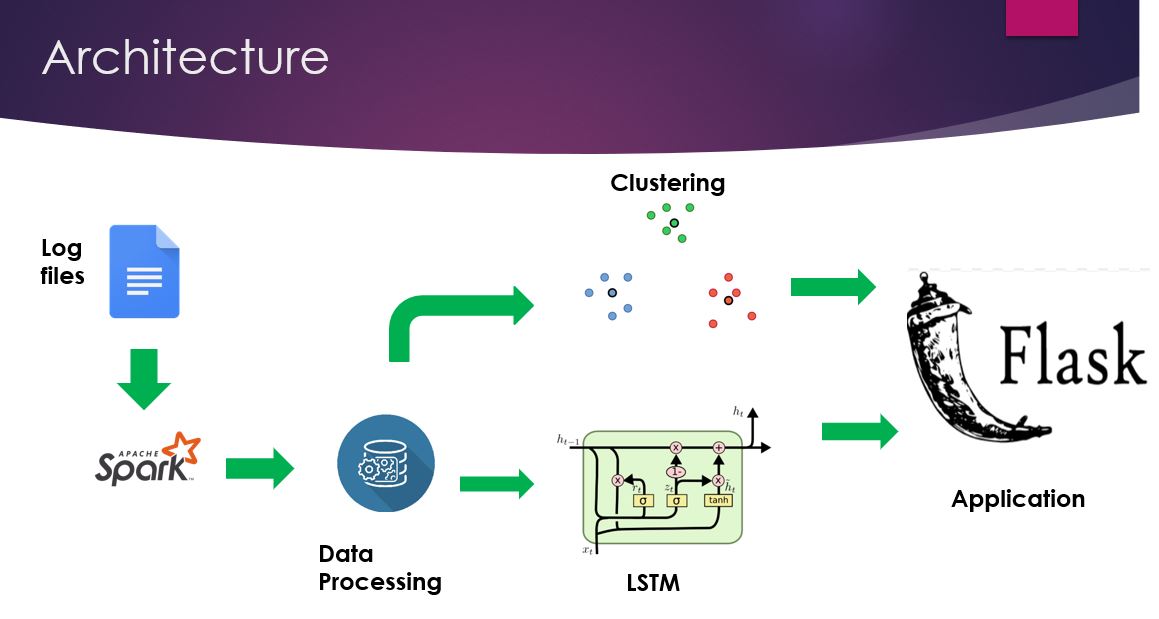 Architecture
Clustering
Log
files
APACHE
Spark
TM
Flask
h_t
h_{t-1}
x
+
1-
x
r_t
z_t
x
h̃_t
σ
σ
tanh
x_t
Application
Data
Processing
LSTM